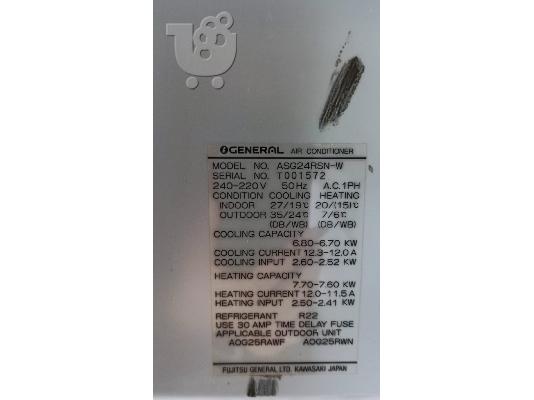 GENERAL AIR CONDITIONER
MODEL NO. ASG24RSN-W
SERIAL NO. T001572
240-220V 50Hz A.C.1PH
CONDITION COOLING HEATING
INDOOR 27/19℃ 20/(15)℃
OUTDOOR 35/24℃ 7/6℃
(DB/WB) (DB/WB)
COOLING CAPACITY
6.80-6.70 KW
COOLING CURRENT 12.3-12.0 A
COOLING INPUT 2.60-2.52 KW
HEATING CAPACITY
7.70-7.60 KW
HEATING CURRENT 12.0-11.5 A
HEATING INPUT 2.50-2.41 KW
REFRIGERANT R22
USE 30 AMP TIME DELAY FUSE
APPLICABLE OUTDOOR UNIT
AOG25RAWF AOG25RWN
FUJITSU GENERAL LTD. KAWASAKI JAPAN